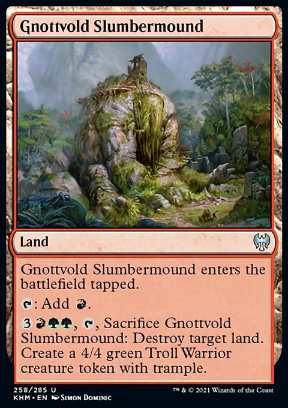 Gnottvold Slumbermound
Land
Gnottvold Slumbermound enters the
battlefield tapped.
: Add .
3, , Sacrifice Gnottvold
Slumbermound: Destroy target land.
Create a 4/4 green Troll Warrior
creature token with trample.
258/285 U
KHM • EN SIMON DOMINIC
™ & © 2021 Wizards of the Coast